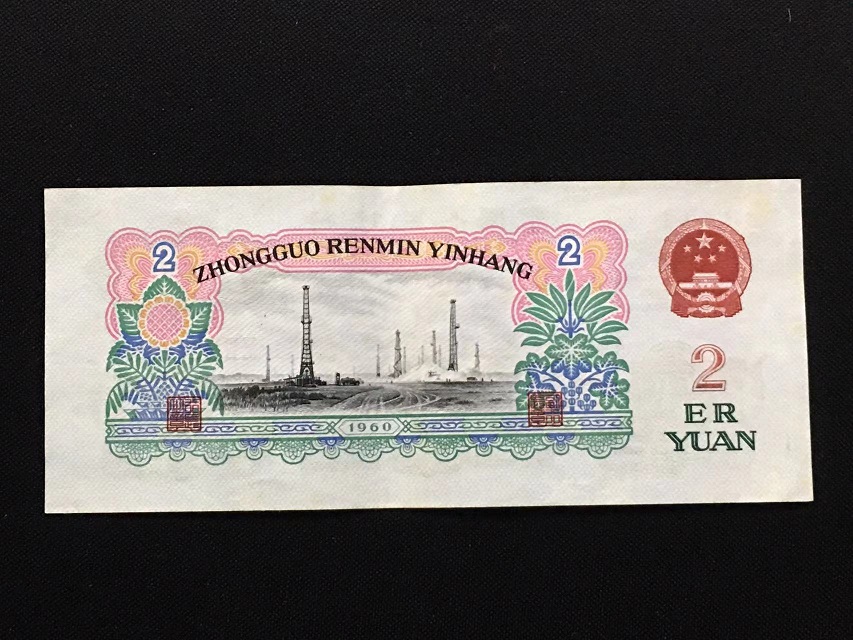 2
2
ZHONGGUO RENMIN YINHANG
2
ER
YUAN
1960